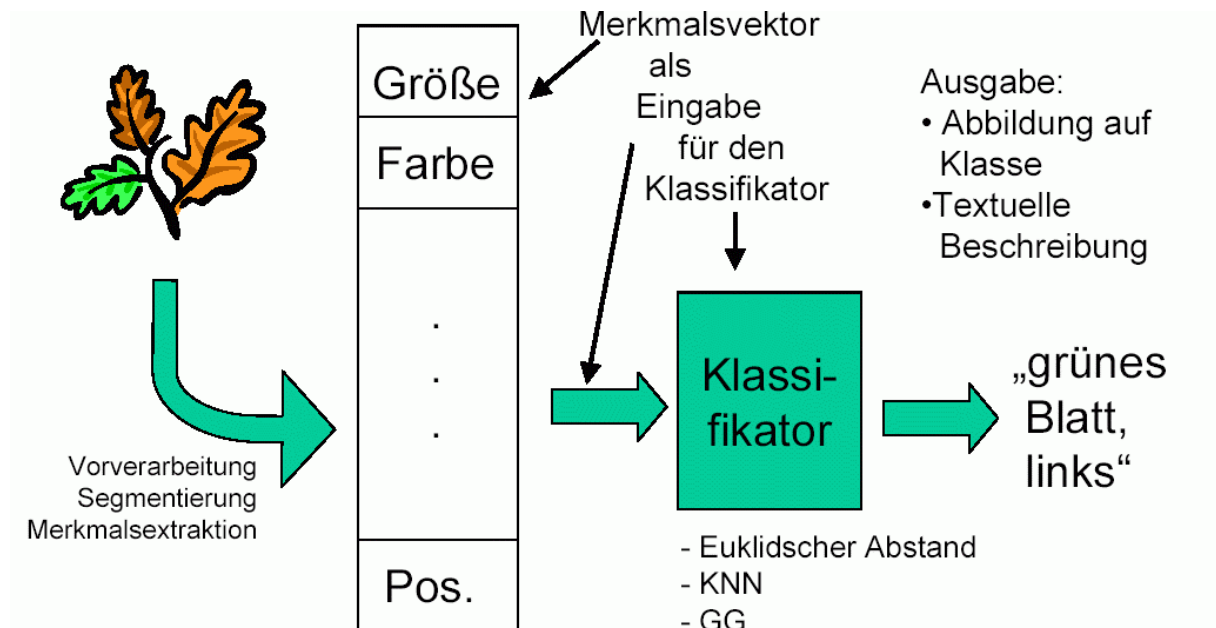 Größe
Farbe
.
.
.
Pos.
Vorverarbeitung
Segmentierung
Merkmalsextraktion
Merkmalsvektor
als
Eingabe
für den
Klassifikator
Klassi-
fikator
- Euklidscher Abstand
- KNN
- GG
Ausgabe:
• Abbildung auf
Klasse
•Textuelle
Beschreibung
„grünes
Blatt,
links“